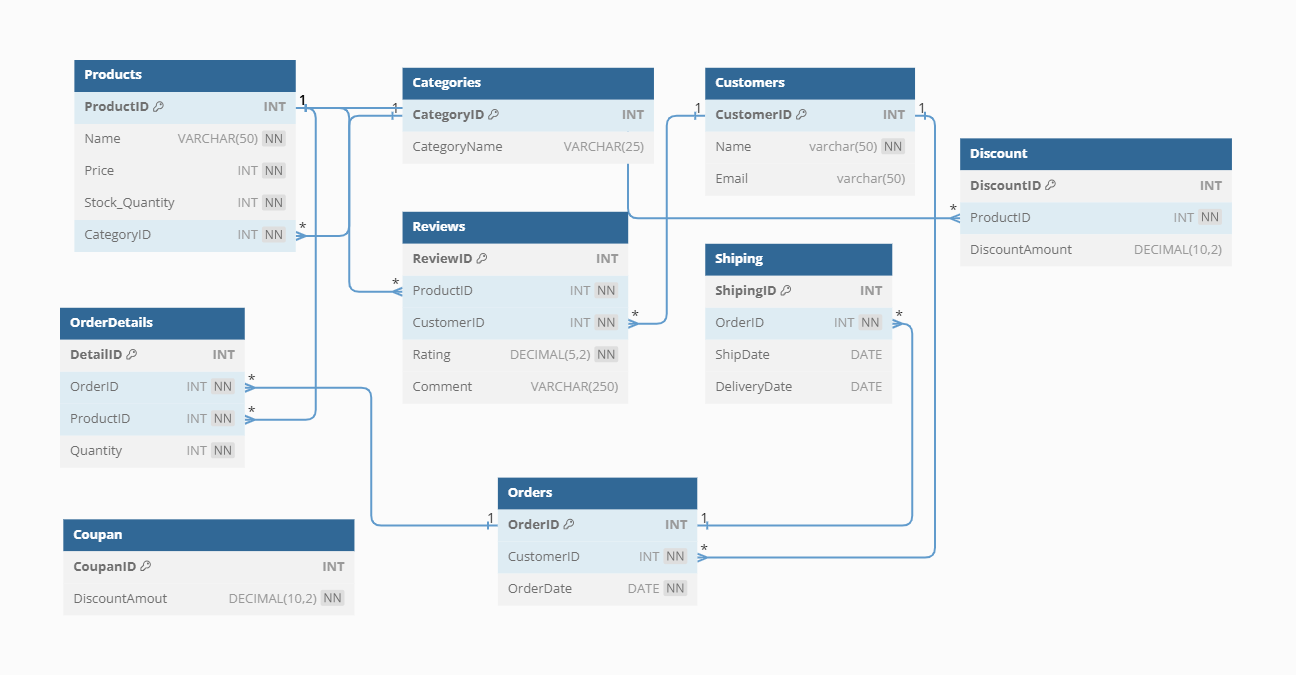 Products
ProductID INT
Name VARCHAR(50) NN
Price INT NN
Stock_Quantity INT NN
CategoryID INT NN
1
*
Categories
1
CategoryID INT
CategoryName VARCHAR(25)
Customers
1
1
CustomerID INT
Name varchar(50) NN
Email varchar(50)
Discount
DiscountID INT
*
ProductID INT NN
DiscountAmount DECIMAL(10,2)
Reviews
ReviewID INT
*
ProductID INT NN
*
CustomerID INT NN
Rating DECIMAL(5,2) NN
Comment VARCHAR(250)
Shiping
ShipingID INT
*
OrderID INT NN
ShipDate DATE
DeliveryDate DATE
OrderDetails
DetailID INT
*
OrderID INT NN
*
ProductID INT NN
Quantity INT NN
Orders
1
1
OrderID INT
*
CustomerID INT NN
OrderDate DATE NN
Coupan
CoupanID INT
DiscountAmout DECIMAL(10,2) NN